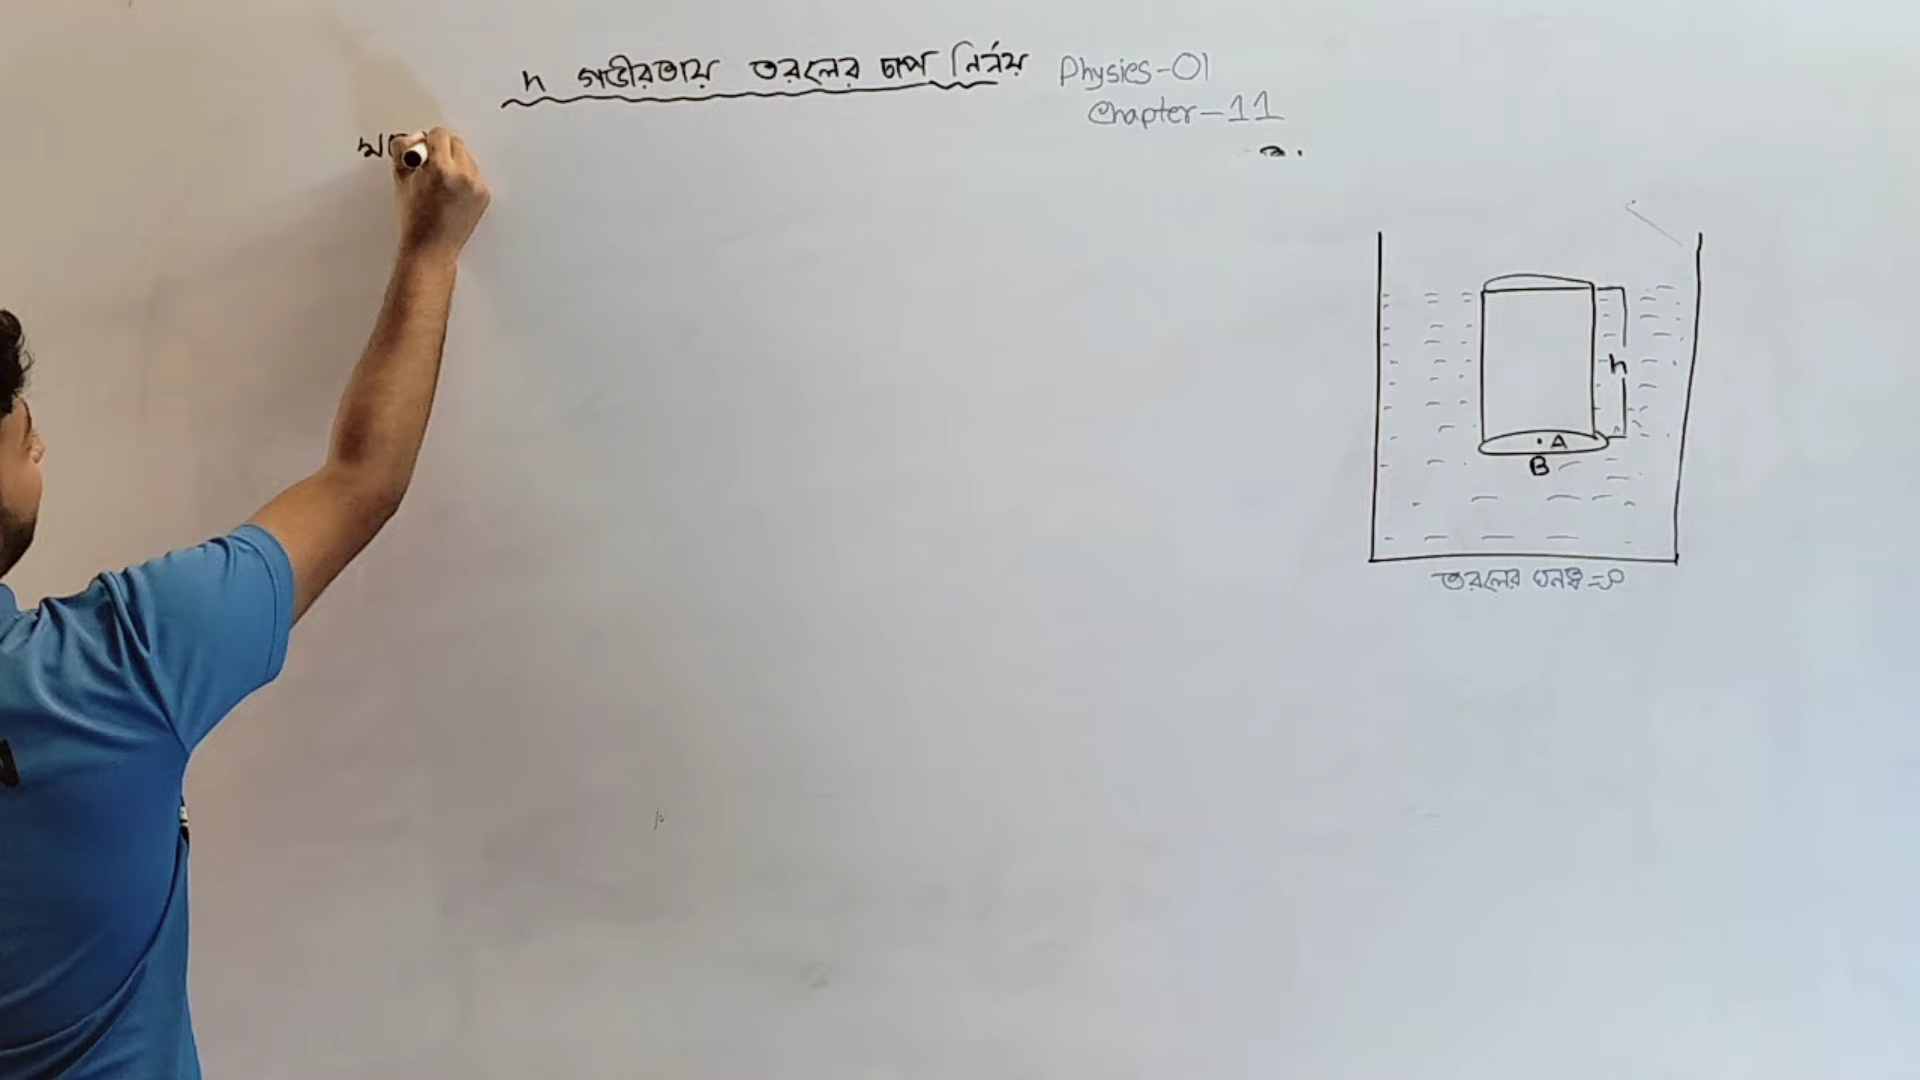 h গভীরতায় তরলের চাপ নির্ণয়
Physics-01
Chapter-11
h
A
B
তরলের ঘনত্ব = ρ